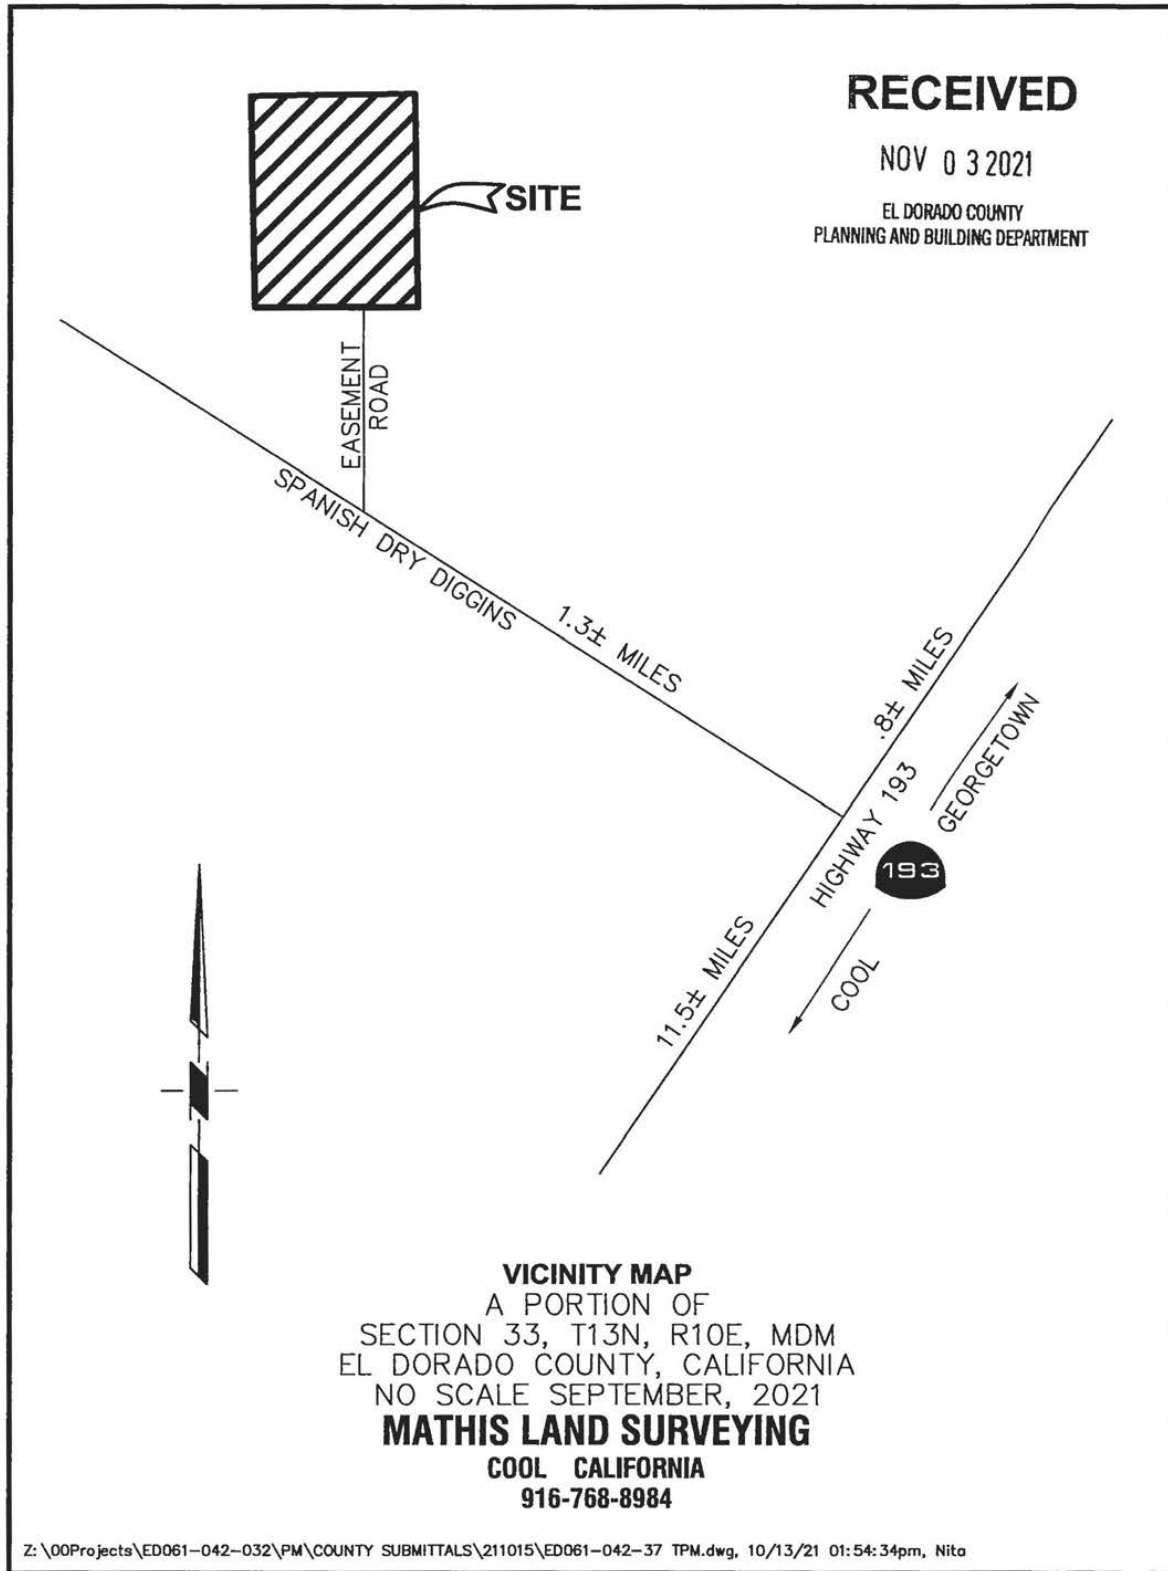 RECEIVED
NOV 0 3 2021
EL DORADO COUNTY
PLANNING AND BUILDING DEPARTMENT
SITE
EASEMENT
ROAD
SPANISH DRY DIGGINS
1.3± MILES
.8± MILES
HIGHWAY 193
GEORGETOWN
193
COOL
11.5± MILES
VICINITY MAP
A PORTION OF
SECTION 33, T13N, R10E, MDM
EL DORADO COUNTY, CALIFORNIA
NO SCALE SEPTEMBER, 2021
MATHIS LAND SURVEYING
COOL CALIFORNIA
916-768-8984
Z:\00Projects\ED061-042-032\PM\COUNTY SUBMITTALS\211015\ED061-042-37 TPM.dwg, 10/13/21 01:54:34pm, Nita